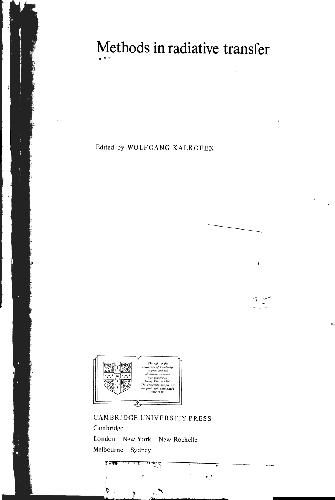 Methods in radiative transfer
Edited by WOLFGANG KALKOFEN
CAMBRIDGE UNIVERSITY PRESS
Cambridge
London New York New Rochelle
Melbourne Sydney